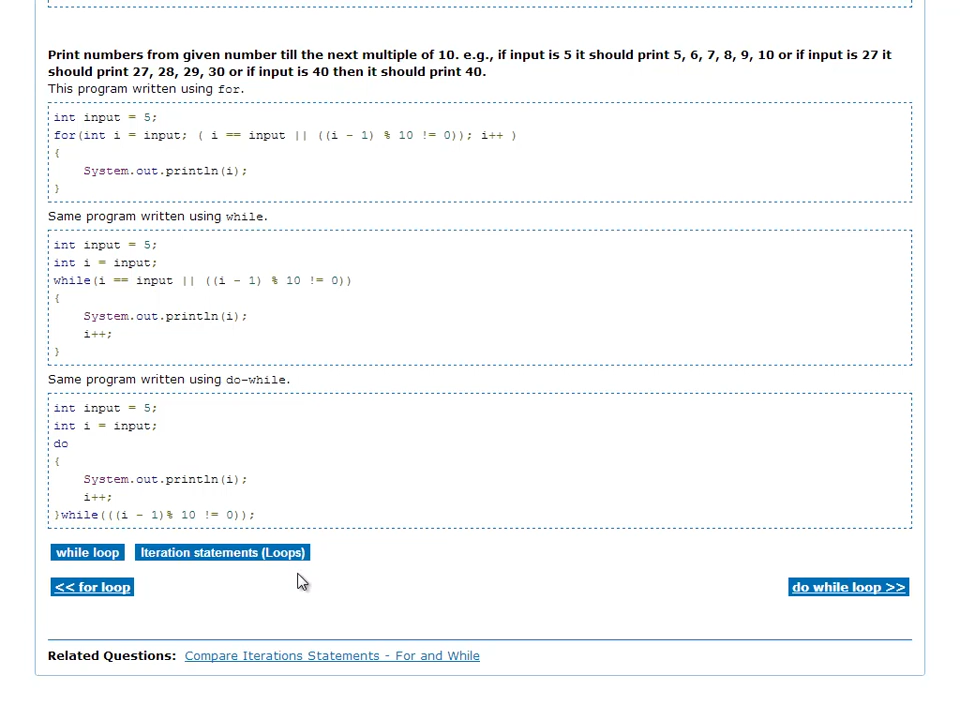 Print numbers from given number till the next multiple of 10. e.g., if input is 5 it should print 5, 6, 7, 8, 9, 10 or if input is 27 it
should print 27, 28, 29, 30 or if input is 40 then it should print 40.
This program written using for.
int input = 5;
for(int i = input; ( i == input || ((i - 1) % 10 != 0)); i++ )
{
    System.out.println(i);
}
Same program written using while.
int input = 5;
int i = input;
while(i == input || ((i - 1) % 10 != 0))
{
    System.out.println(i);
    i++;
}
Same program written using do-while.
int input = 5;
int i = input;
do
{
    System.out.println(i);
    i++;
}while(((i - 1)% 10 != 0));
while loop Iteration statements (Loops)
<< for loop do while loop >>
Related Questions: Compare Iterations Statements - For and While